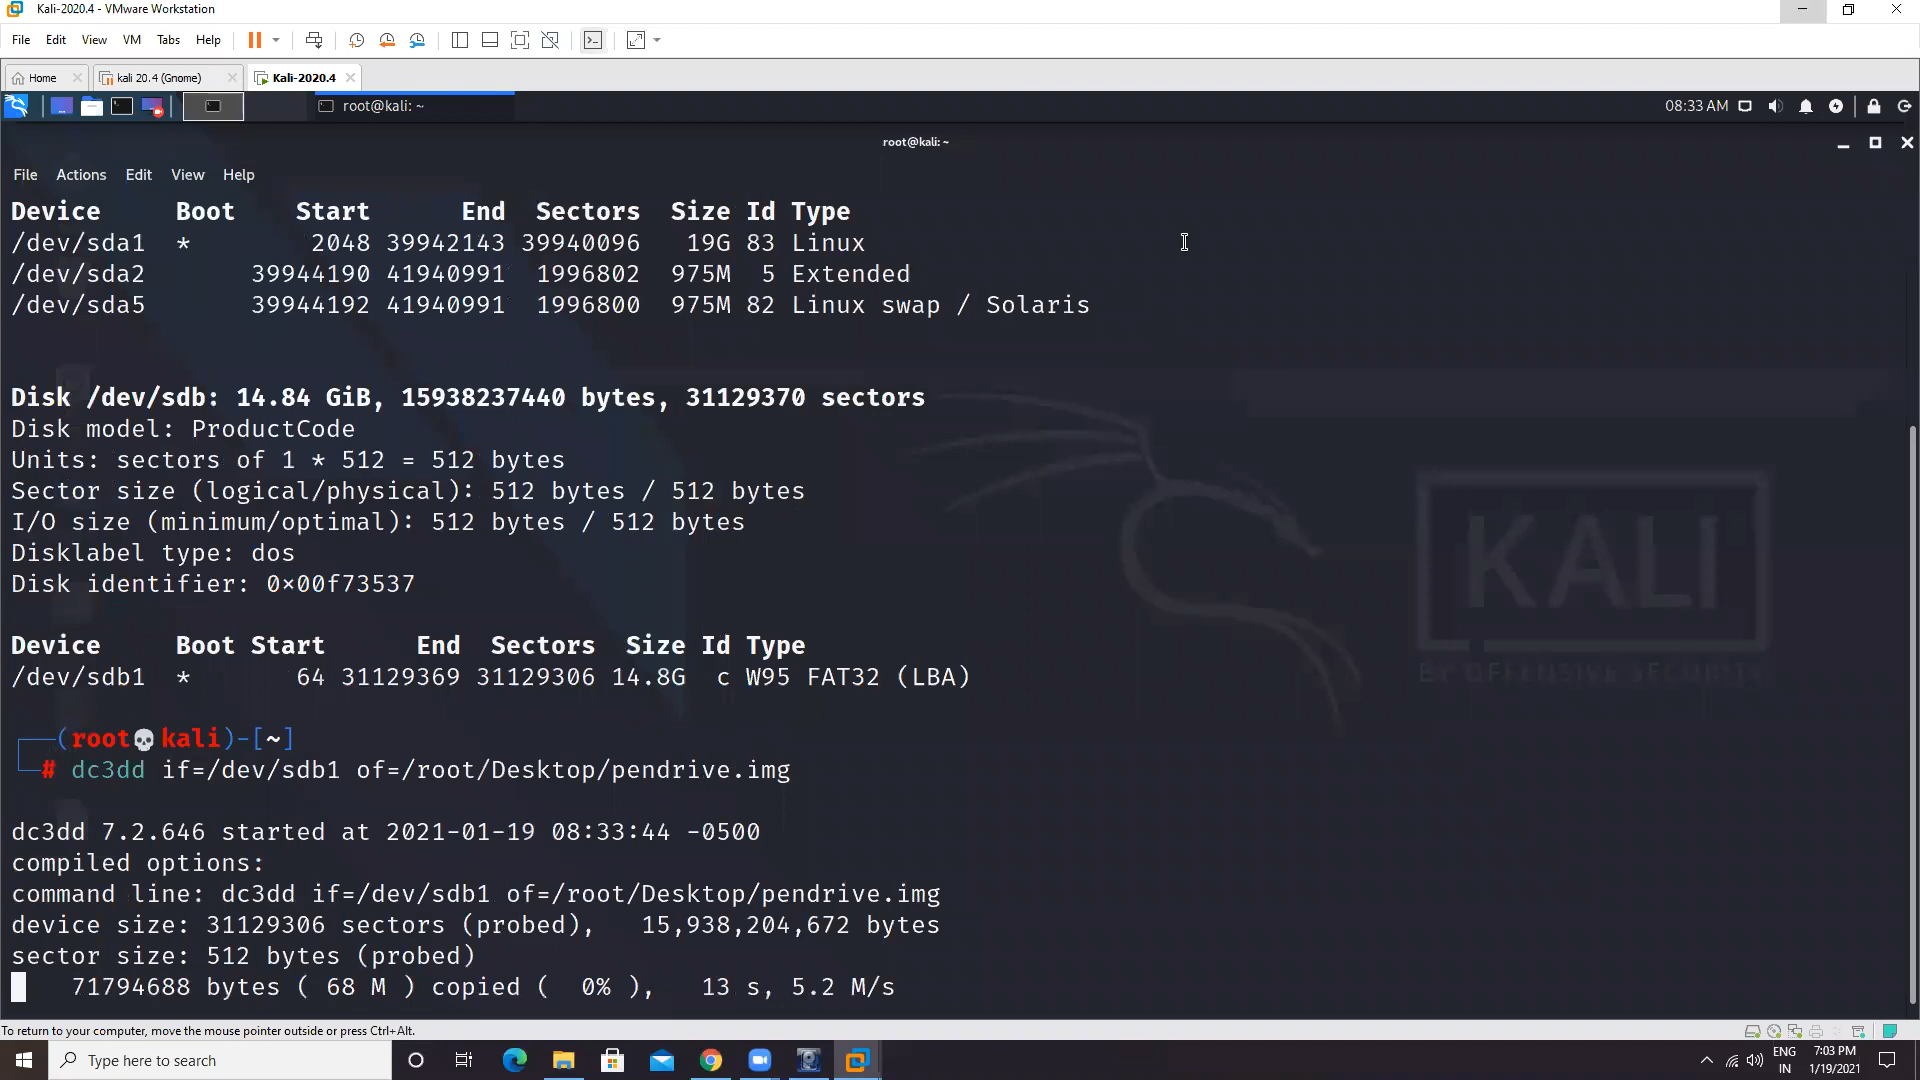 Kali-2020.4 - VMware Workstation
File Edit View VM Tabs Help
Home kali 20.4 (Gnome) Kali-2020.4
root@kali: ~ 08:33 AM
root@kali: ~
File Actions Edit View Help
Device Boot Start End Sectors Size Id Type
/dev/sda1 * 2048 39942143 39940096 19G 83 Linux
/dev/sda2 39944190 41940991 1996802 975M 5 Extended
/dev/sda5 39944192 41940991 1996800 975M 82 Linux swap / Solaris
Disk /dev/sdb: 14.84 GiB, 15938237440 bytes, 31129370 sectors
Disk model: ProductCode
Units: sectors of 1 * 512 = 512 bytes
Sector size (logical/physical): 512 bytes / 512 bytes
I/O size (minimum/optimal): 512 bytes / 512 bytes
Disklabel type: dos
Disk identifier: 0×00f73537
Device Boot Start End Sectors Size Id Type
/dev/sdb1 * 64 31129369 31129306 14.8G c W95 FAT32 (LBA)
KALI
BY OFFENSIVE SECURITY
(root💀kali)-[~]
# dc3dd if=/dev/sdb1 of=/root/Desktop/pendrive.img
dc3dd 7.2.646 started at 2021-01-19 08:33:44 -0500
compiled options:
command line: dc3dd if=/dev/sdb1 of=/root/Desktop/pendrive.img
device size: 31129306 sectors (probed), 15,938,204,672 bytes
sector size: 512 bytes (probed)
71794688 bytes ( 68 M ) copied ( 0% ), 13 s, 5.2 M/s
To return to your computer, move the mouse pointer outside or press Ctrl+Alt.
Type here to search
ENG
IN
7:03 PM
1/19/2021